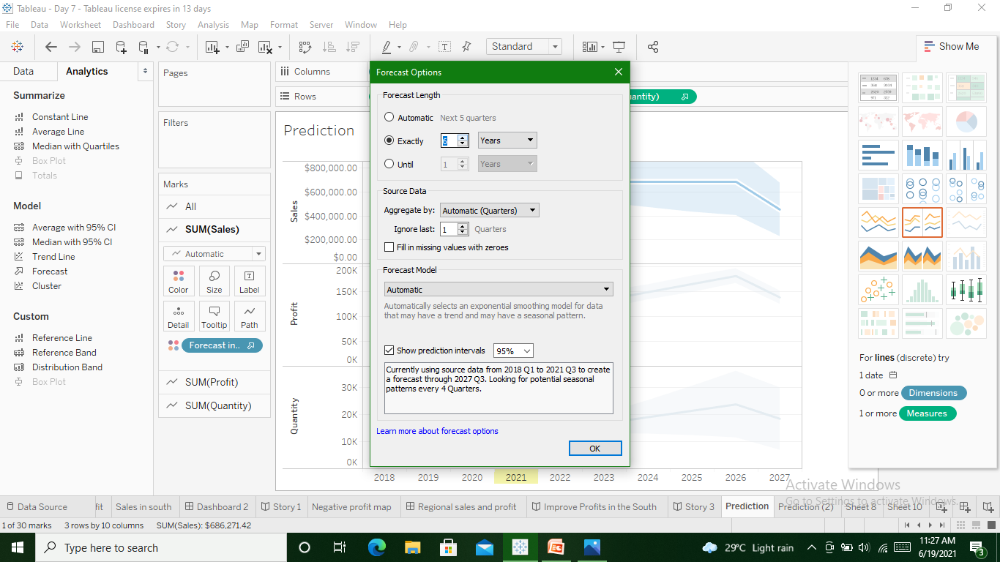 Tableau - Day 7 - Tableau license expires in 13 days
File Data Worksheet Dashboard Story Analysis Map Format Server Window Help
Standard
Show Me
Data Analytics
Summarize
Constant Line
Average Line
Median with Quartiles
Box Plot
Totals
Model
Average with 95% CI
Median with 95% CI
Trend Line
Forecast
Cluster
Custom
Reference Line
Reference Band
Distribution Band
Box Plot
Pages
Filters
Marks
All
SUM(Sales)
Automatic
Color Size Label
Detail Tooltip Path
Forecast in..
SUM(Profit)
SUM(Quantity)
Columns
Rows
antity)
Prediction
Sales
$800,000.00
$600,000.00
$400,000.00
$200,000.00
$0.00
Profit
200K
150K
100K
50K
0K
Quantity
30K
20K
10K
0K
2018 2019 2020 2021 2022 2023 2024 2025 2026 2027
Forecast Options
Forecast Length
Automatic Next 5 quarters
Exactly 6 Years
Until 1 Years
Source Data
Aggregate by: Automatic (Quarters)
Ignore last: 1 Quarters
Fill in missing values with zeroes
Forecast Model
Automatic
Automatically selects an exponential smoothing model for data
that may have a trend and may have a seasonal pattern.
Show prediction intervals 95%
Currently using source data from 2018 Q1 to 2021 Q3 to create
a forecast through 2027 Q3. Looking for potential seasonal
patterns every 4 Quarters.
Learn more about forecast options
OK
For lines (discrete) try
1 date
0 or more Dimensions
1 or more Measures
Activate Windows
Go to Settings to activate Windows.
Data Source fit Sales in south Dashboard 2 Story 1 Negative profit map Regional sales and profit Improve Profits in the South Story 3 Prediction Prediction (2) Sheet 8 Sheet 10
1 of 30 marks 3 rows by 10 columns SUM(Sales): $686,271.42
Type here to search
29°C Light rain
11:27 AM
6/19/2021
3